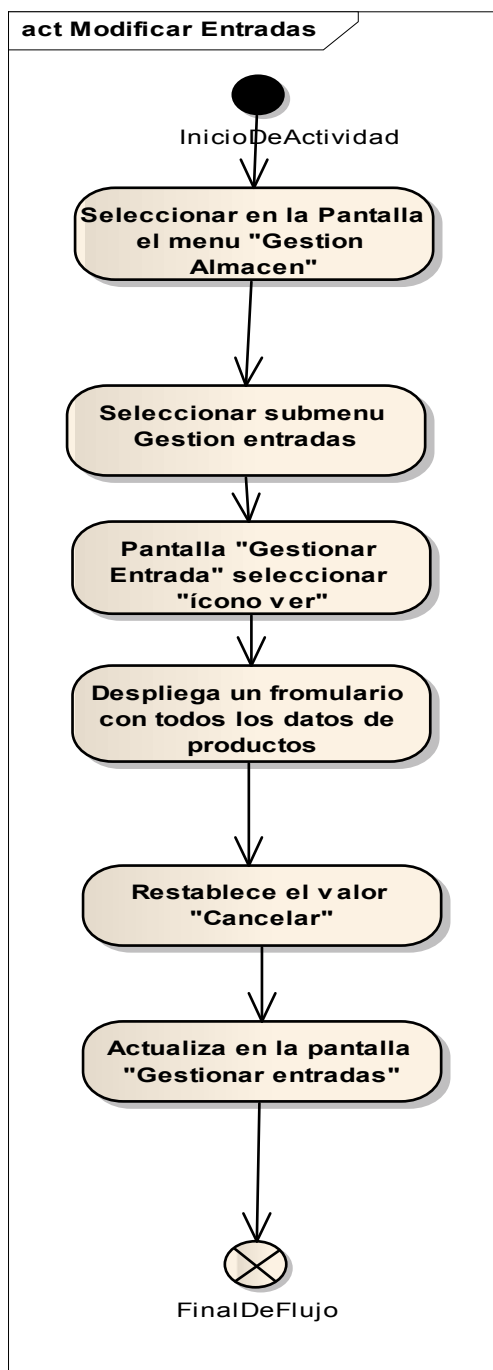 act Modificar Entradas
InicioDeActividad
Seleccionar en la Pantalla
el menu "Gestion
Almacen"
Seleccionar submenu
Gestion entradas
Pantalla "Gestionar
Entrada" seleccionar
"ícono ver"
Despliega un fromulario
con todos los datos de
productos
Restablece el valor
"Cancelar"
Actualiza en la pantalla
"Gestionar entradas"
FinalDeFlujo